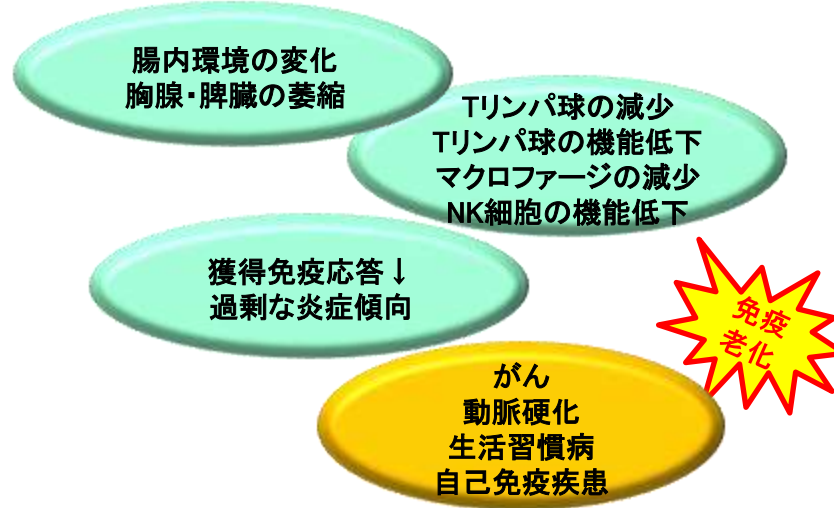 腸内環境の変化
胸腺・脾臓の萎縮
Tリンパ球の減少
Tリンパ球の機能低下
マクロファージの減少
NK細胞の機能低下
獲得免疫応答↓
過剰な炎症傾向
免疫
老化
がん
動脈硬化
生活習慣病
自己免疫疾患